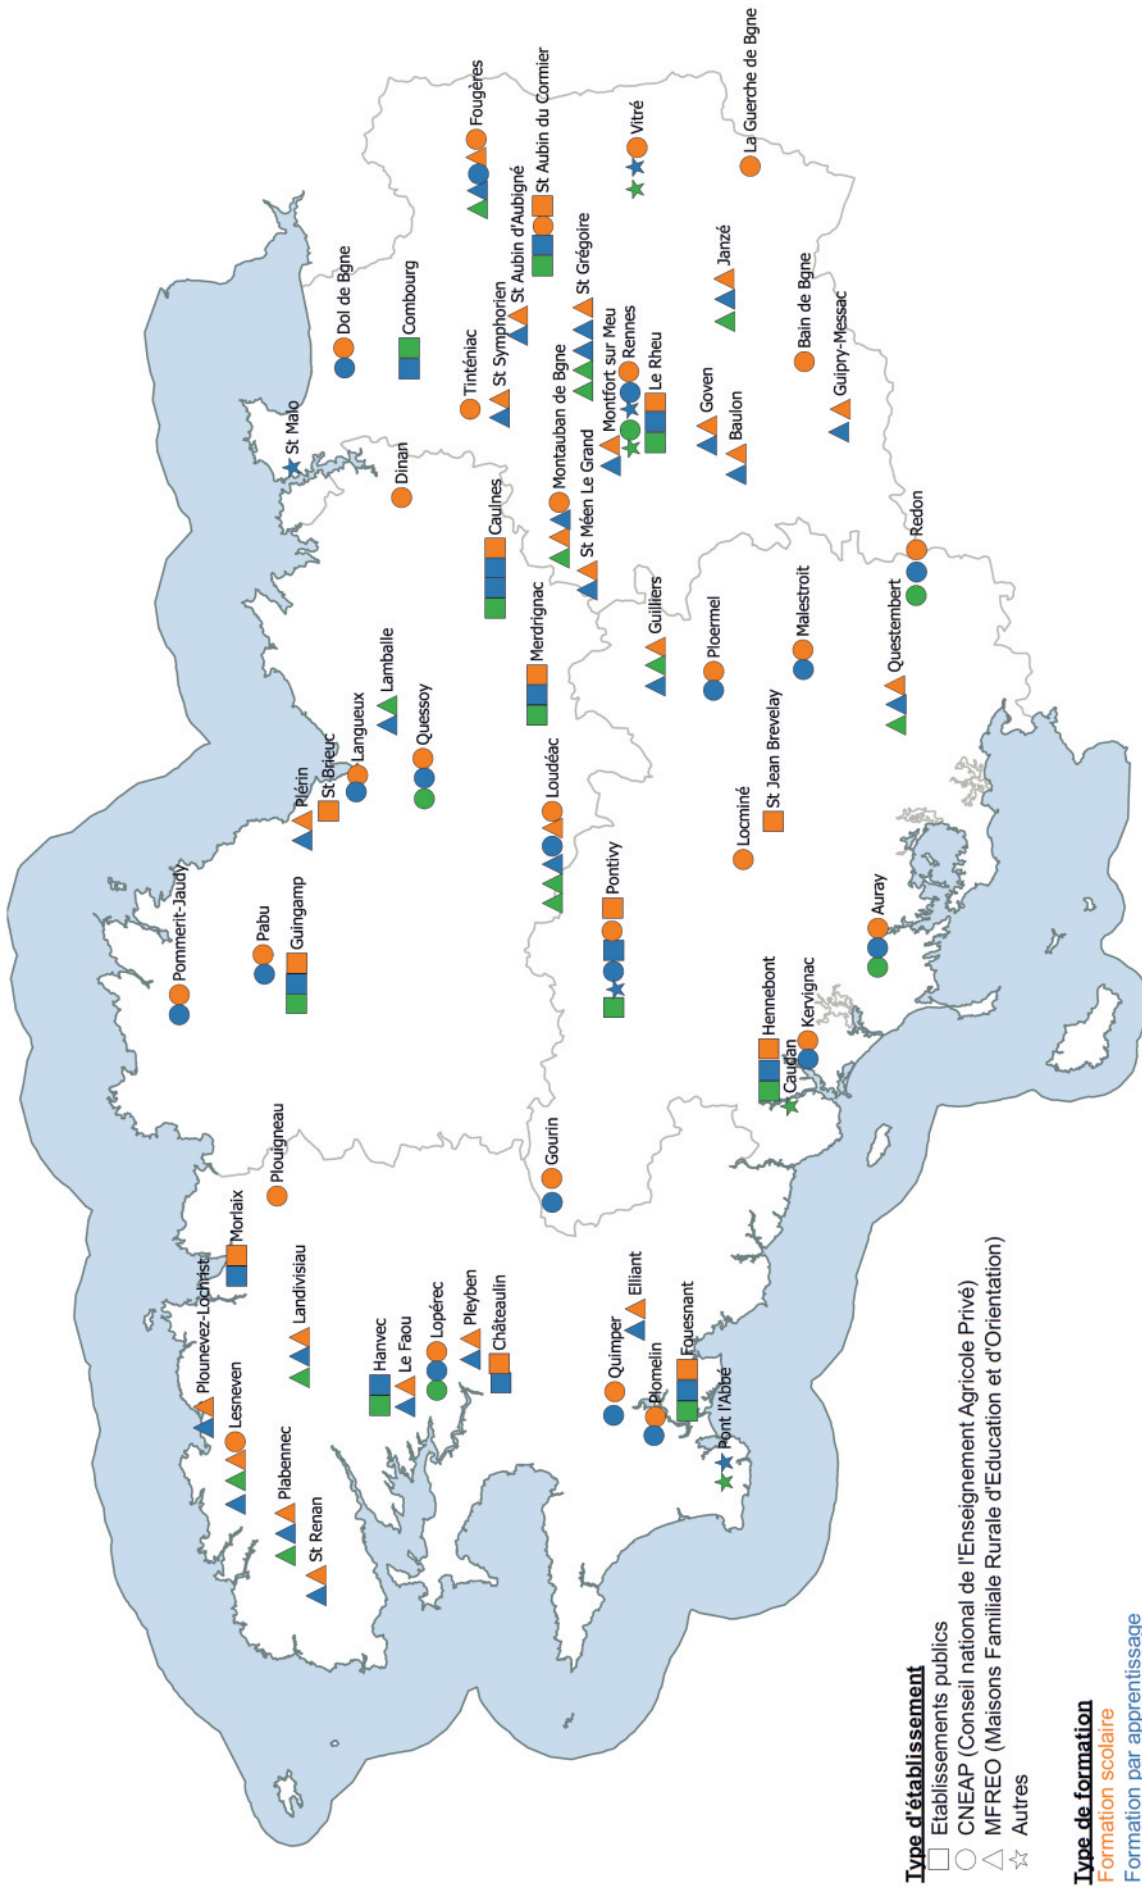 Plounevez-Lochrist
Lesneven
Morlaix
Plouigneau
Plabennec
St Renan
Landivisiau
Hanvec
Le Faou
Lopérec
Pleyben
Châteaulin
Quimper
Elliant
Plomelin
Fouesnant
Pont l'Abbé
Gourin
Pommerit-Jaudy
Pabu
Guingamp
Plérin
St Brieuc
Langueux
Lamballe
Quessoy
Loudéac
Merdrignac
Caulnes
Dinan
St Malo
Dol de Bgne
Combourg
Tinténiac
St Symphorien
St Aubin d'Aubigné
Fougères
St Aubin du Cormier
Montauban de Bgne
St Grégoire
St Méen Le Grand
Montfort sur Meu
Rennes
Le Rheu
Vitré
La Guerche de Bgne
Janzé
Goven
Baulon
Bain de Bgne
Guipry-Messac
Redon
Guilliers
Ploermel
Malestroit
Questembert
Pontivy
Locminé
St Jean Brevelay
Hennebont
Caudan
Kervignac
Auray
Type d'établissement
Etablissements publics
CNEAP (Conseil national de l'Enseignement Agricole Privé)
MFREO (Maisons Familiale Rurale d'Education et d'Orientation)
Autres
Type de formation
Formation scolaire
Formation par apprentissage